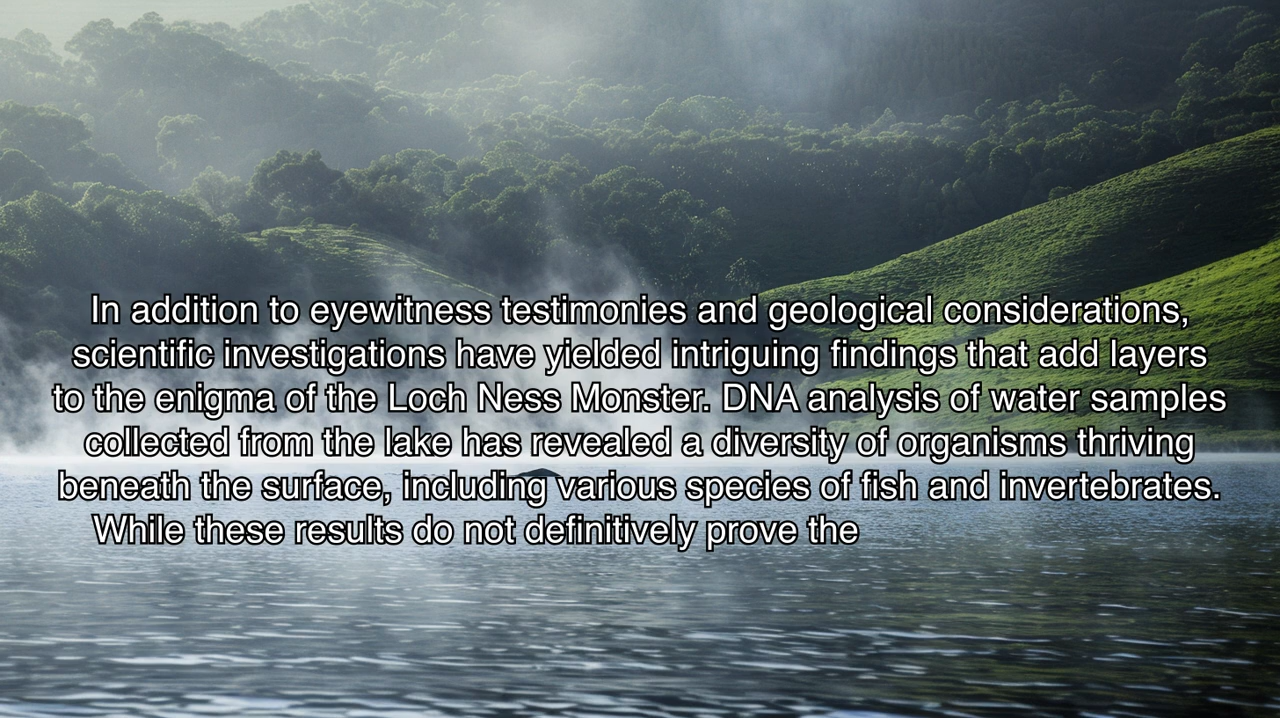 In addition to eyewitness testimonies and geological considerations,
scientific investigations have yielded intriguing findings that add layers
to the enigma of the Loch Ness Monster. DNA analysis of water samples
collected from the lake has revealed a diversity of organisms thriving
beneath the surface, including various species of fish and invertebrates.
While these results do not definitively prove the